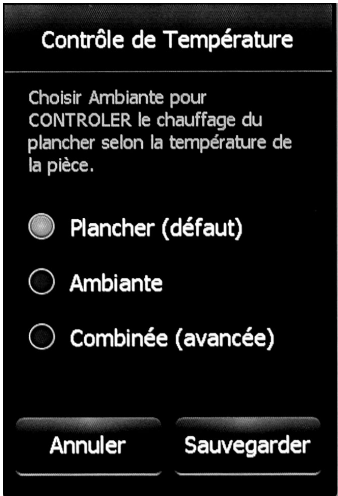 Contrôle de Température
Choisir Ambiante pour
CONTROLER le chauffage du
plancher selon la température de
la pièce.
Plancher (défaut)
Ambiante
Combinée (avancée)
Annuler Sauvegarder